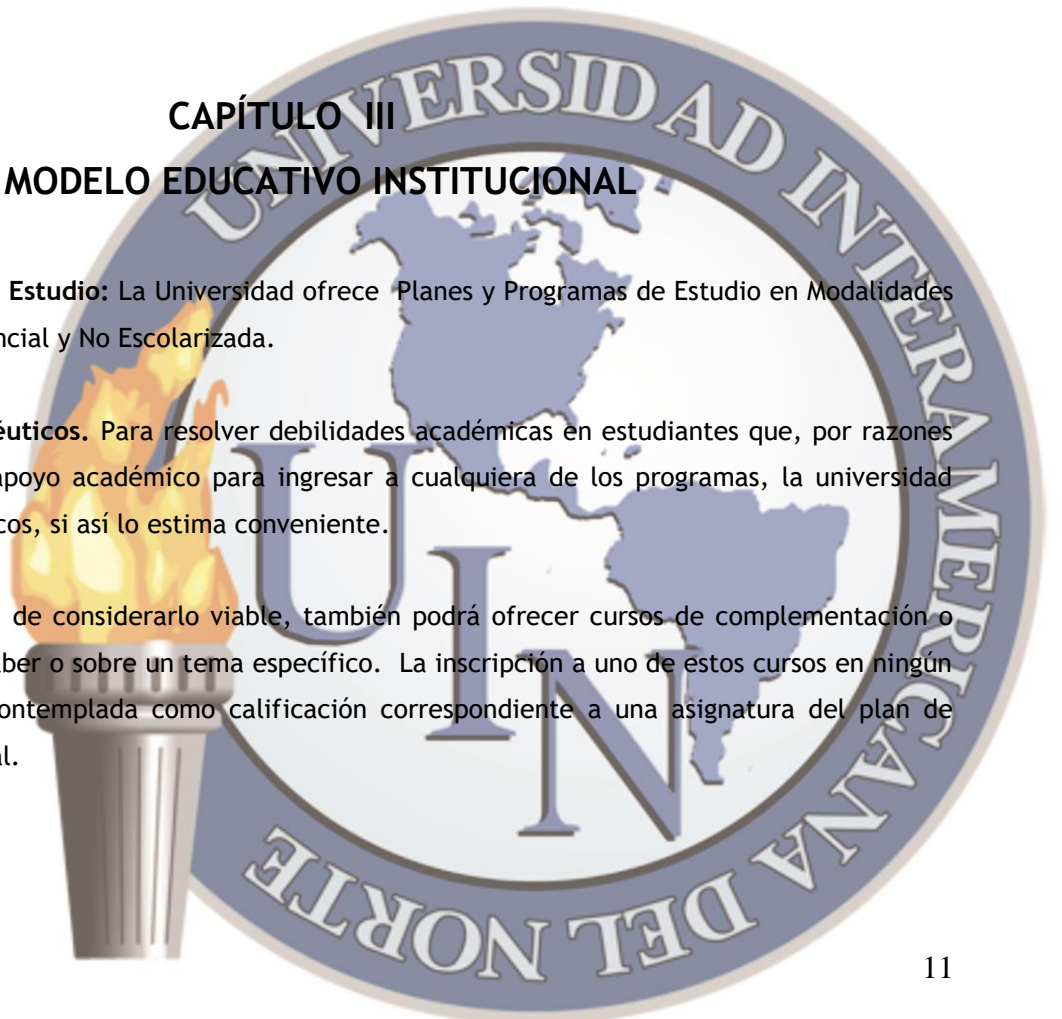 CAPÍTULO III
MODELO EDUCATIVO INSTITUCIONAL
Estudio: La Universidad ofrece Planes y Programas de Estudio en Modalidades
ncial y No Escolarizada.
éuticos. Para resolver debilidades académicas en estudiantes que, por razones
apoyo académico para ingresar a cualquiera de los programas, la universidad
cos, si así lo estima conveniente.
de considerarlo viable, también podrá ofrecer cursos de complementación o
aber o sobre un tema específico. La inscripción a uno de estos cursos en ningún
ontemplada como calificación correspondiente a una asignatura del plan de
al.
UNIVERSIDAD INTERAMERICANA DEL NORTE
UIN
11